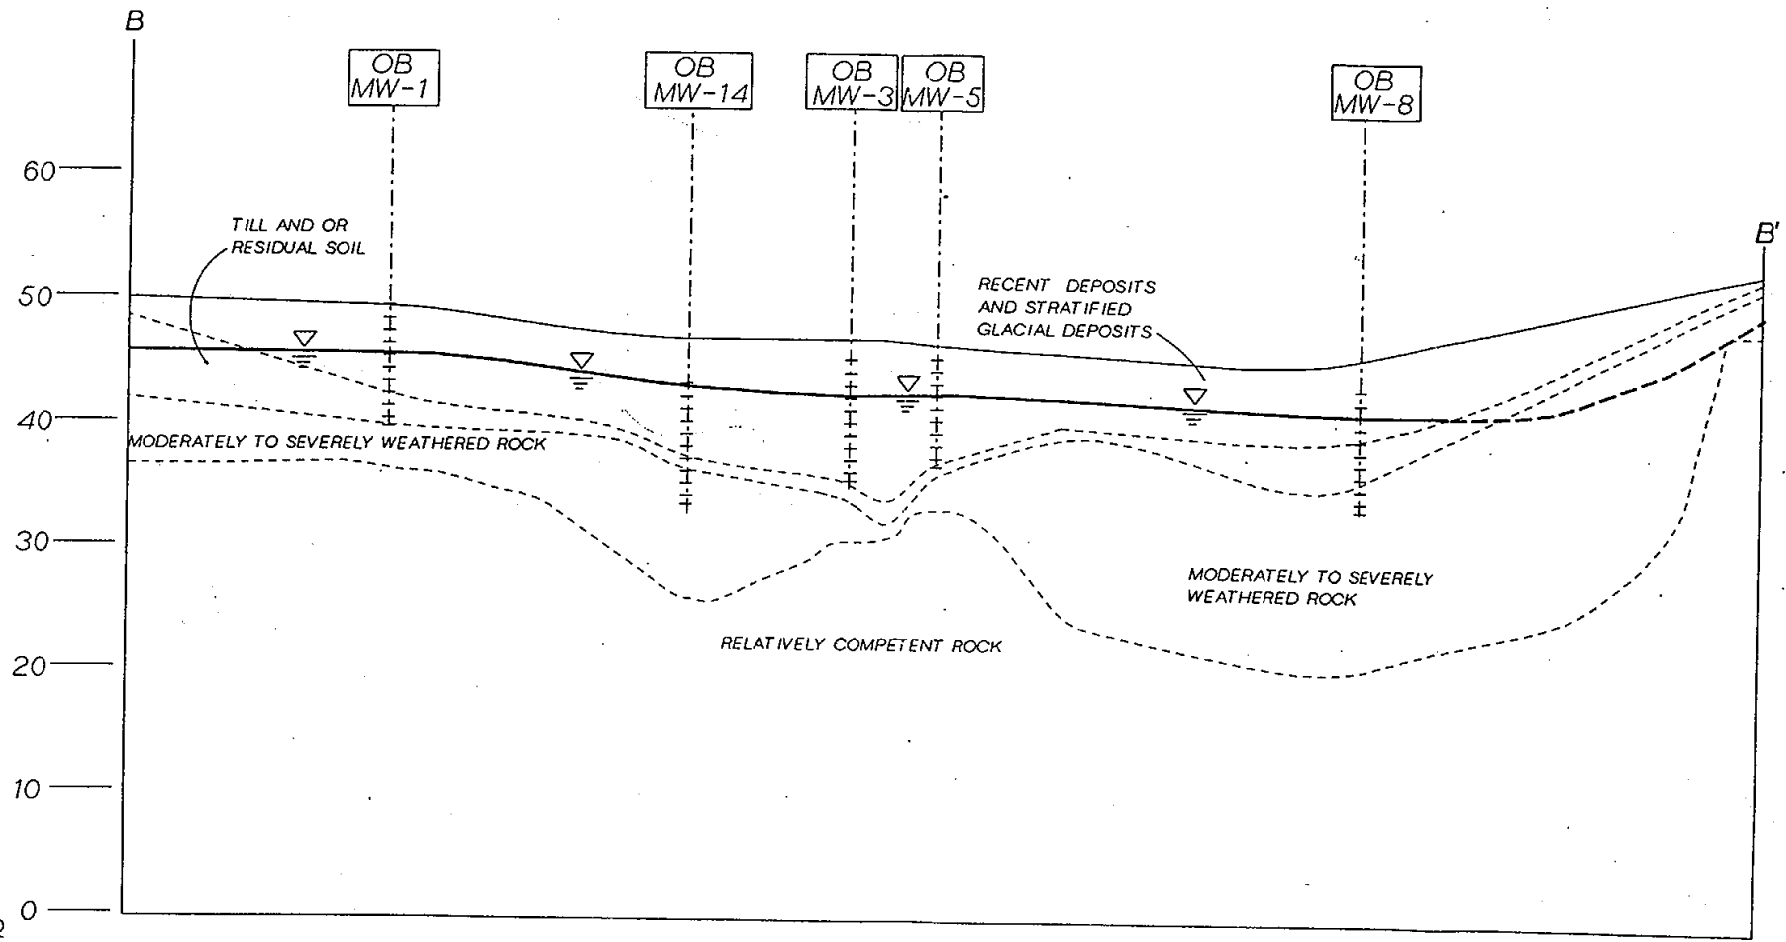 B
OB
MW-1
OB
MW-14
OB
MW-3
OB
MW-5
OB
MW-8
60
TILL AND OR
RESIDUAL SOIL
B'
50
RECENT DEPOSITS
AND STRATIFIED
GLACIAL DEPOSITS
40
MODERATELY TO SEVERELY WEATHERED ROCK
30
MODERATELY TO SEVERELY
WEATHERED ROCK
RELATIVELY COMPETENT ROCK
20
10
0